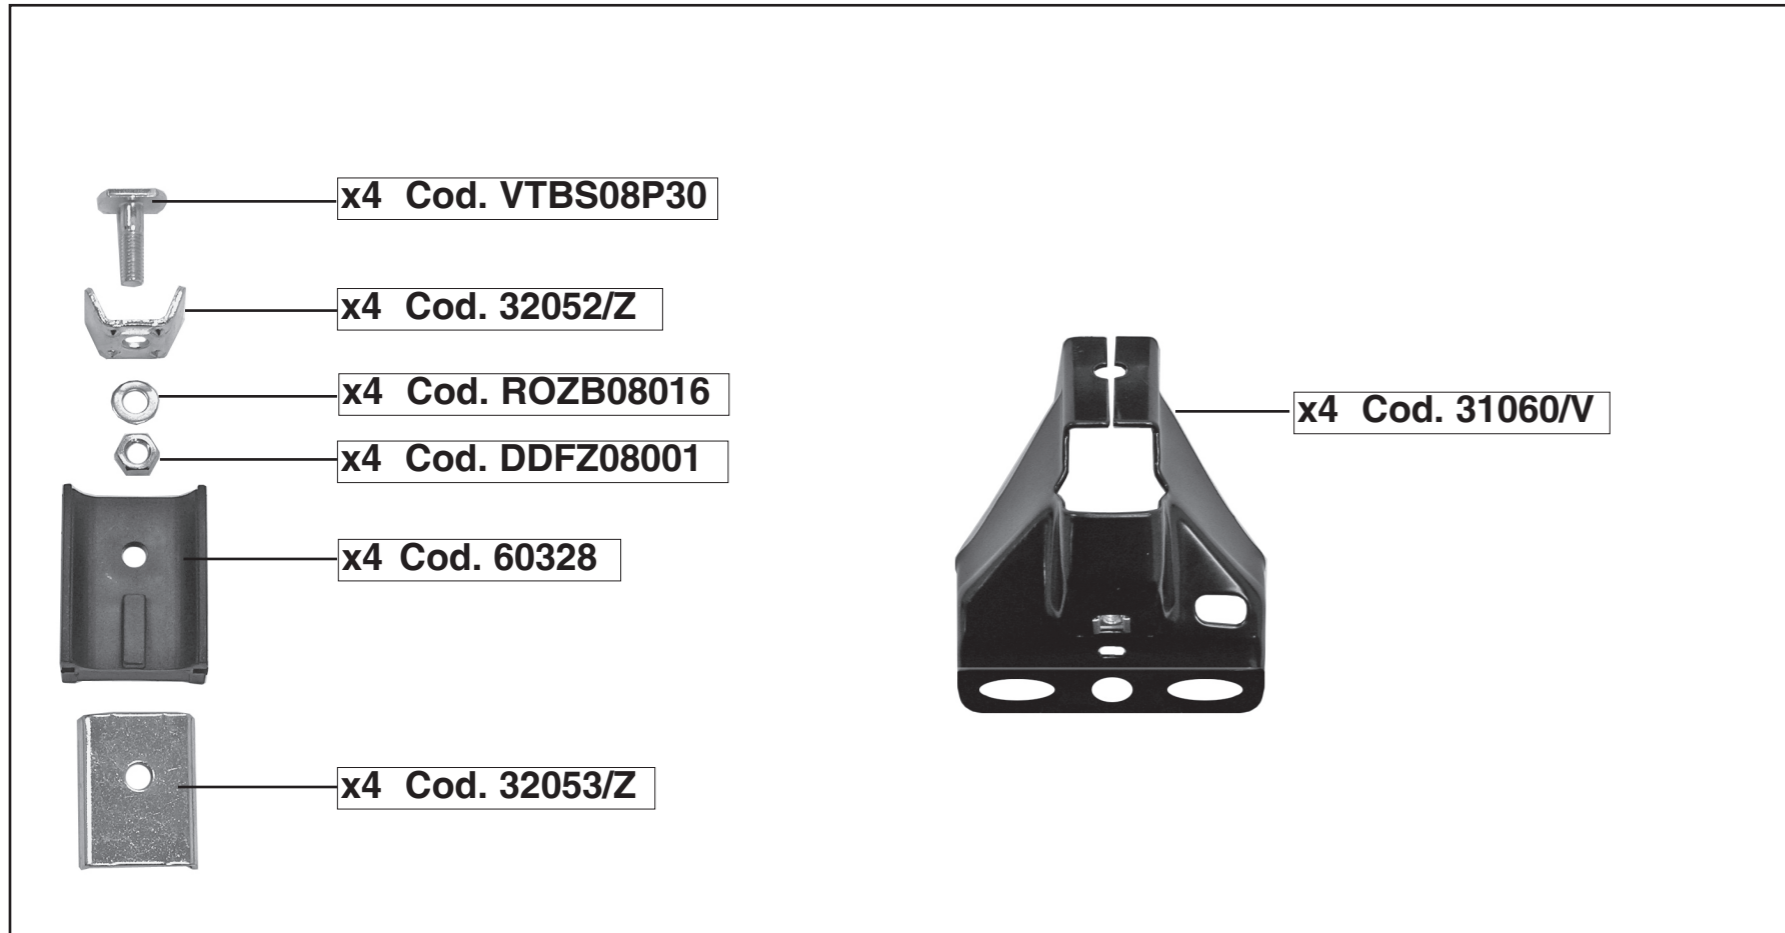 x4 Cod. VTBS08P30
x4 Cod. 32052/Z
x4 Cod. ROZB08016
x4 Cod. DDFZ08001
x4 Cod. 60328
x4 Cod. 32053/Z
x4 Cod. 31060/V